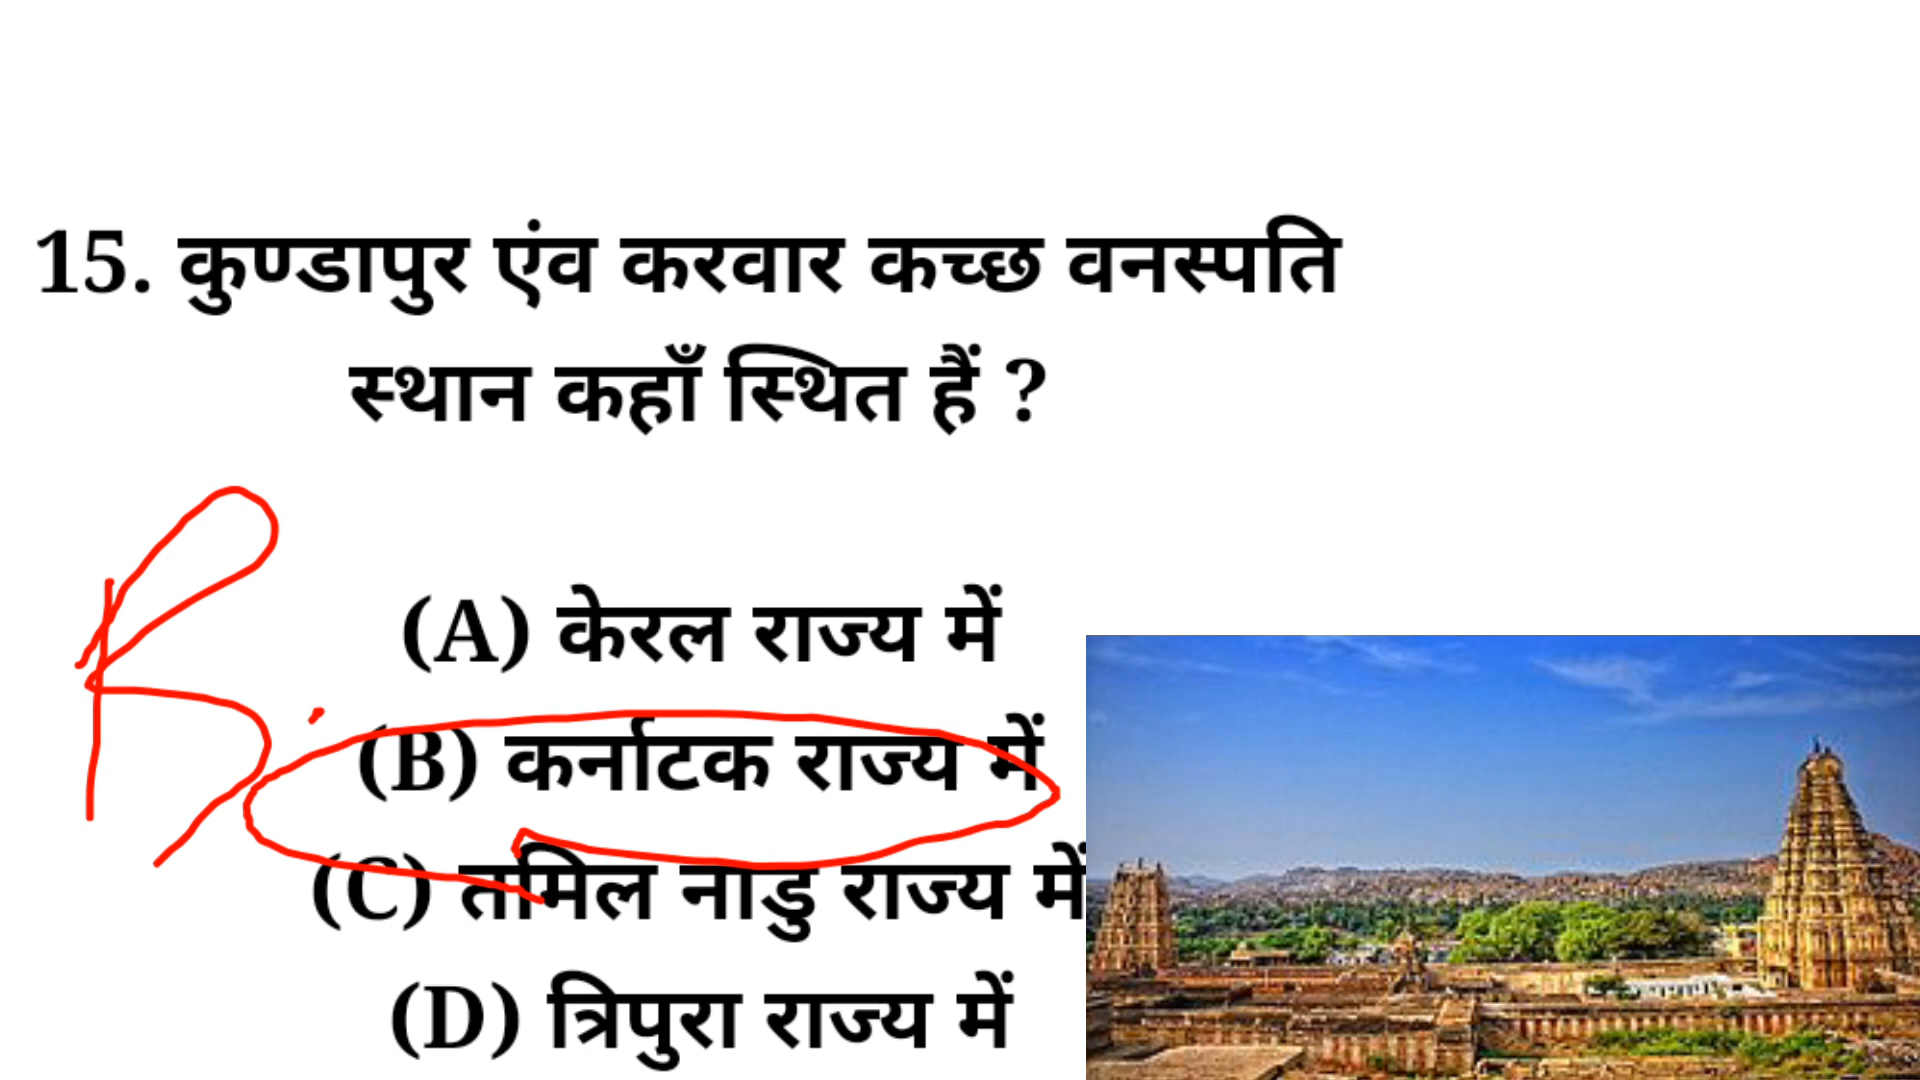 15. कुण्डापुर एंव करवार कच्छ वनस्पति
स्थान कहाँ स्थित हैं ?
(A) केरल राज्य में
K.
(B) कर्नाटक राज्य में
(C) तमिल नाडु राज्य में
(D) त्रिपुरा राज्य में